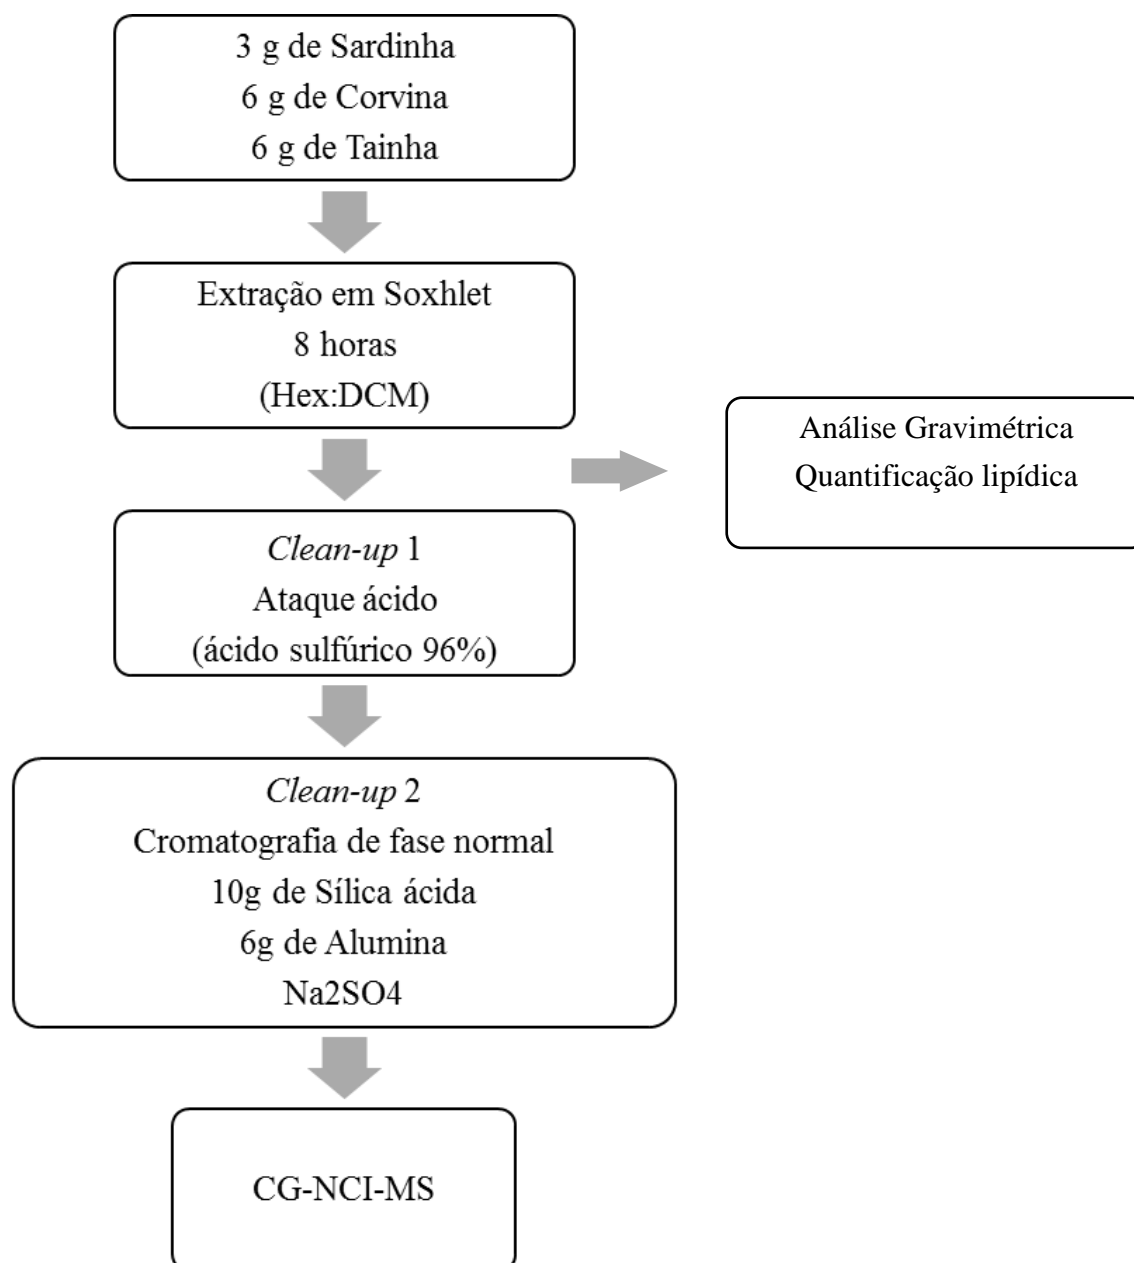 3 g de Sardinha
6 g de Corvina
6 g de Tainha
Extração em Soxhlet
8 horas
(Hex:DCM)
Análise Gravimétrica
Quantificação lipídica
Clean-up 1
Ataque ácido
(ácido sulfúrico 96%)
Clean-up 2
Cromatografia de fase normal
10g de Sílica ácida
6g de Alumina
Na2SO4
CG-NCI-MS